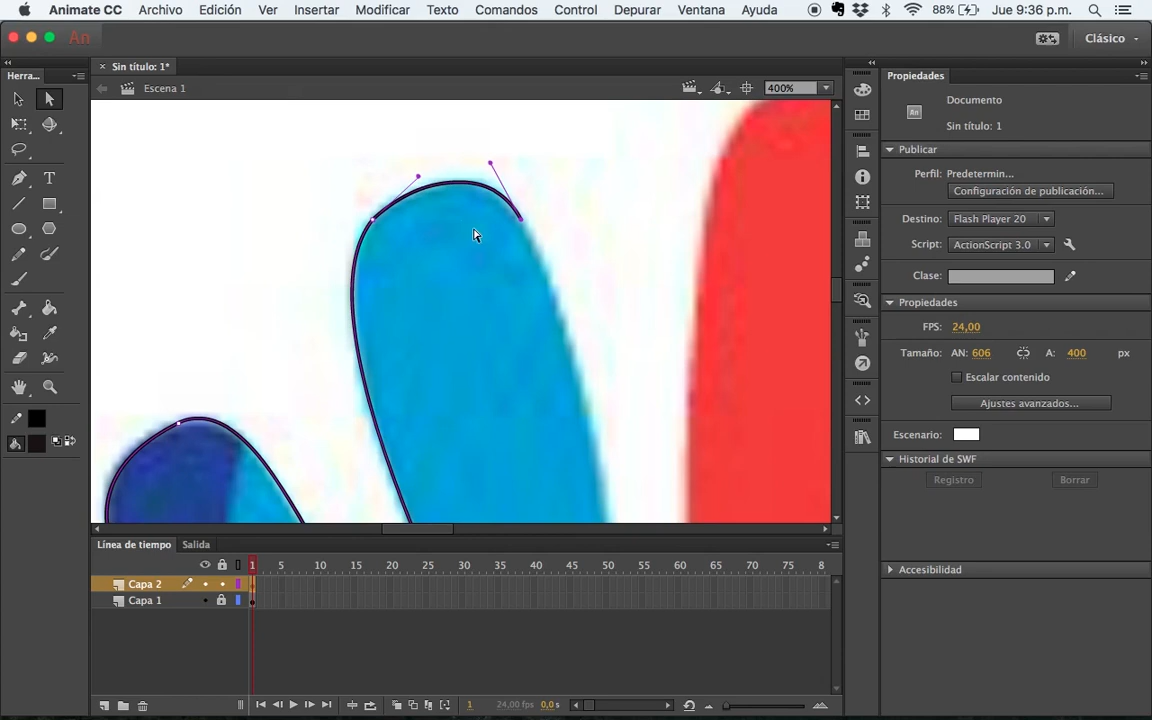 Animate CC Archivo Edición Ver Insertar Modificar Texto Comandos Control Depurar Ventana Ayuda 88% Jue 9:36 p.m.
An Clásico
Herra... Sin título: 1* Propiedades
Escena 1 400%
Documento
An
Sin título: 1
Publicar
Perfil: Predetermin...
Configuración de publicación...
Destino: Flash Player 20
Script: ActionScript 3.0
Clase:
Propiedades
FPS: 24,00
Tamaño: AN: 606 A: 400 px
Escalar contenido
Ajustes avanzados...
Escenario:
Historial de SWF
Registro Borrar
Accesibilidad
Línea de tiempo Salida
1 5 10 15 20 25 30 35 40 45 50 55 60 65 70 75 8
Capa 2
Capa 1
1 24,00 fps 0,0 s